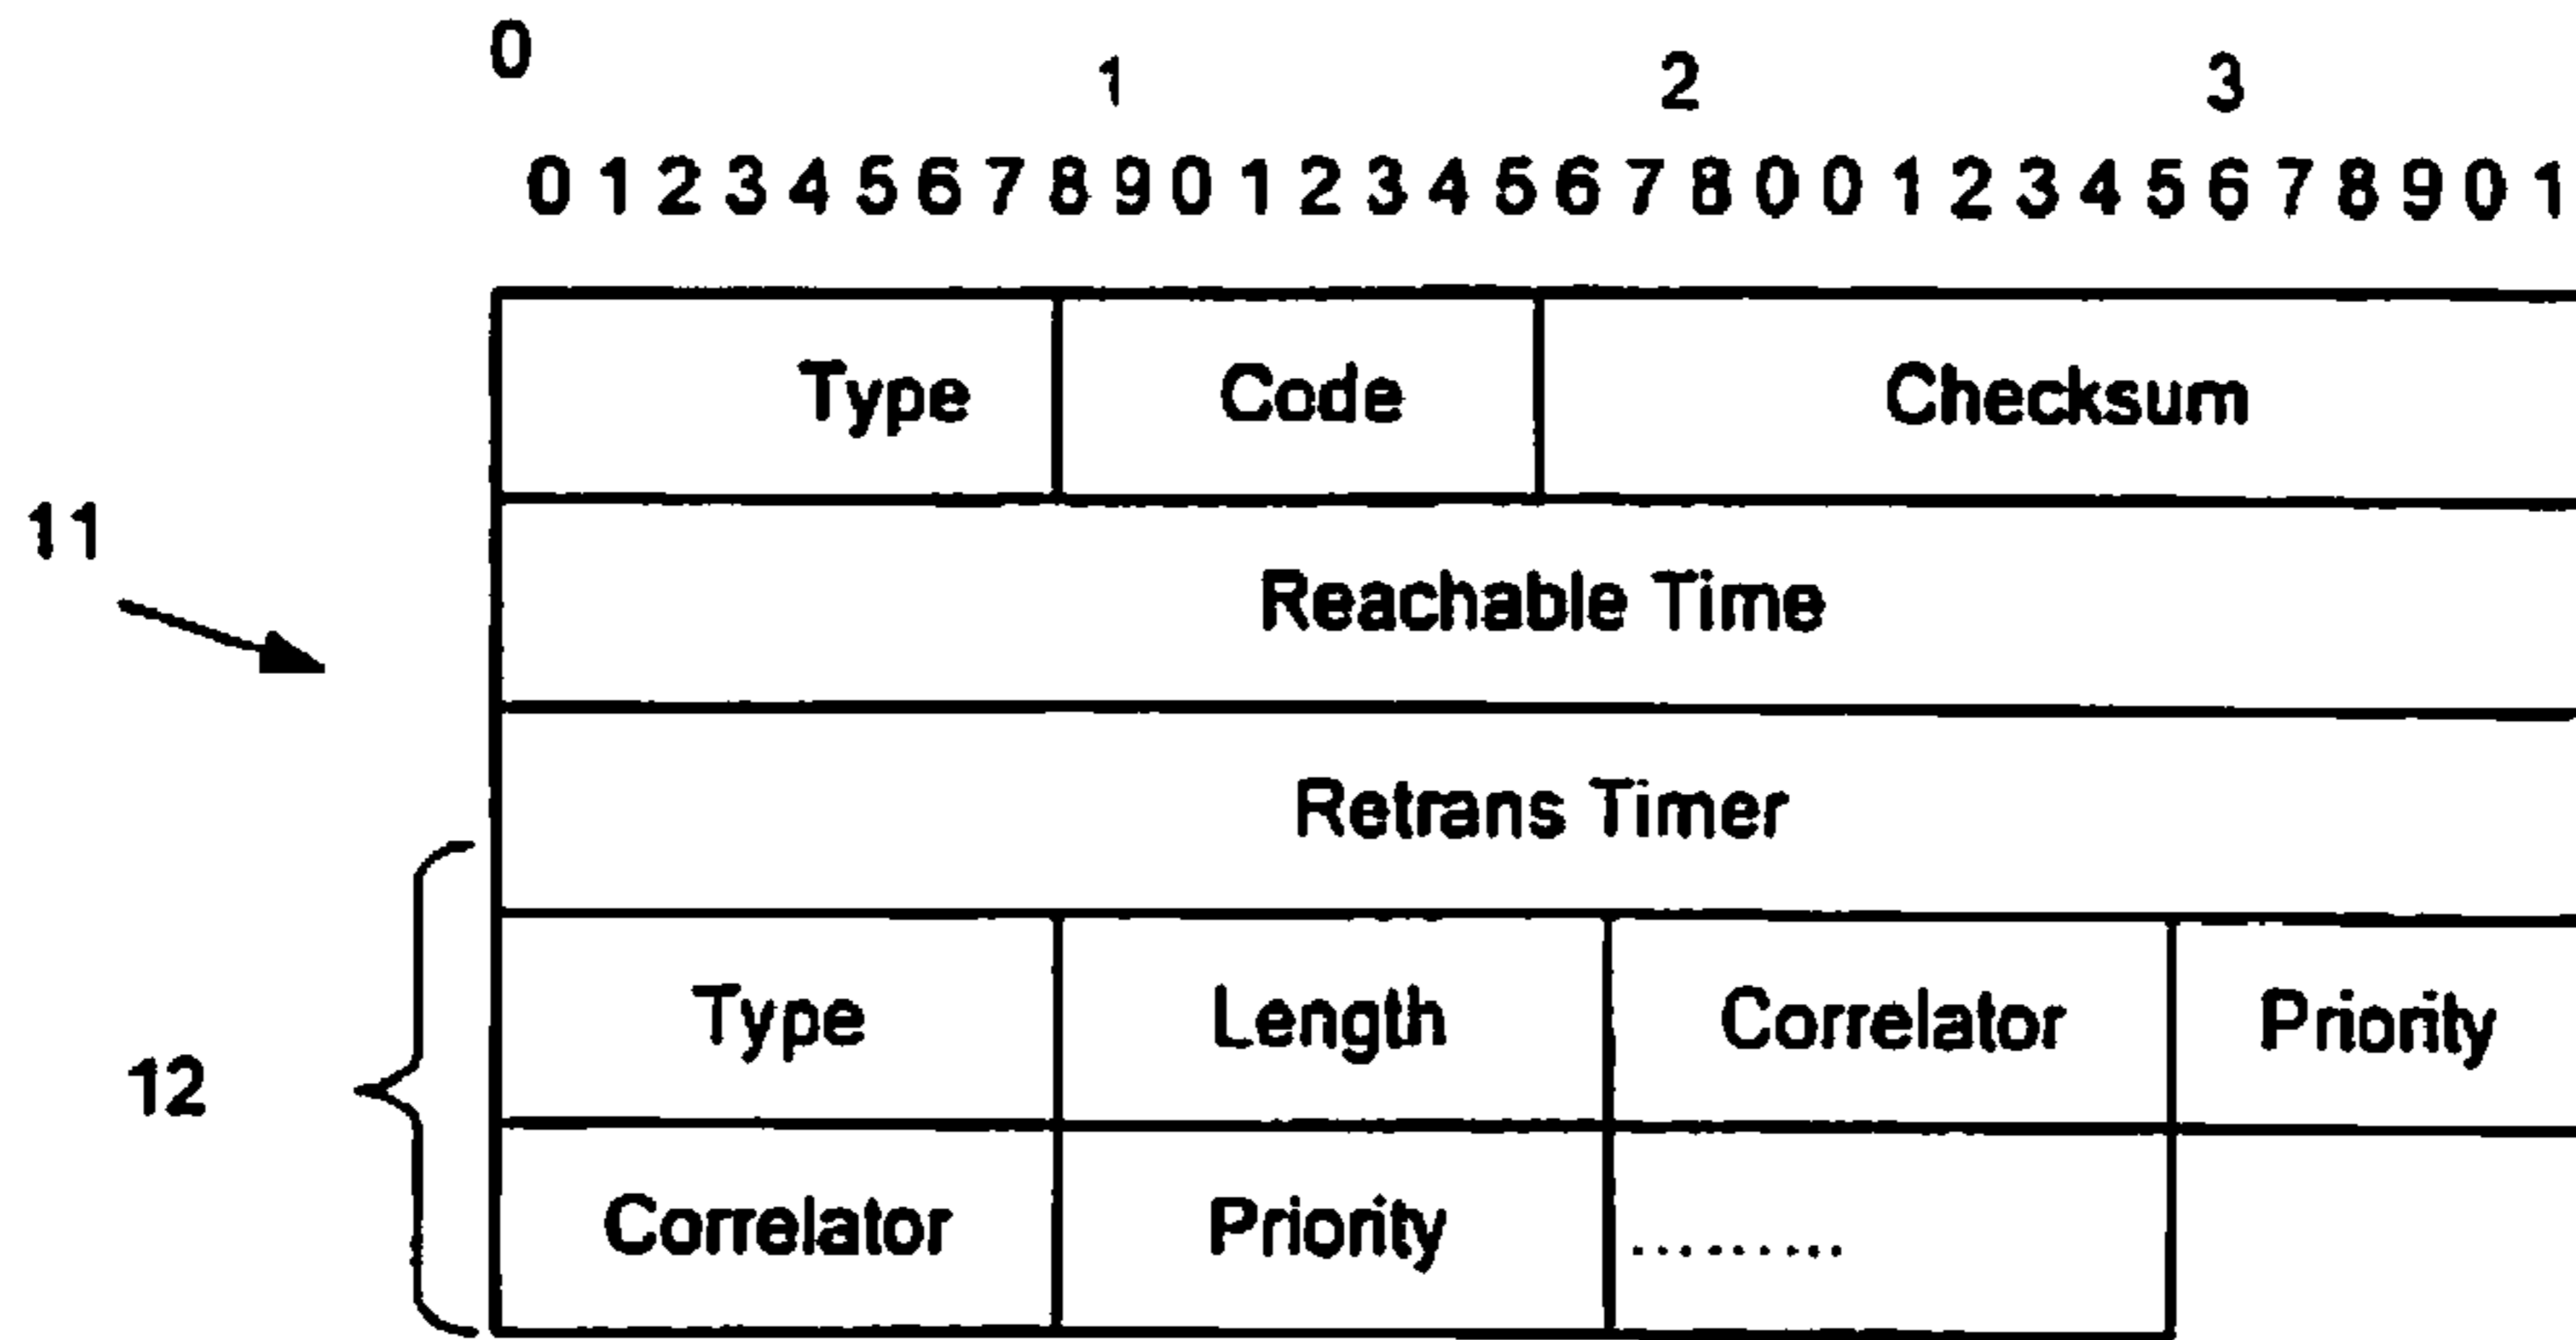 0 1 2 3
0 1 2 3 4 5 6 7 8 9 0 1 2 3 4 5 6 7 8 0 0 1 2 3 4 5 6 7 8 9 0 1
Type Code Checksum
11
Reachable Time
Retrans Timer
Type Length Correlator Priority
12
Correlator Priority .........